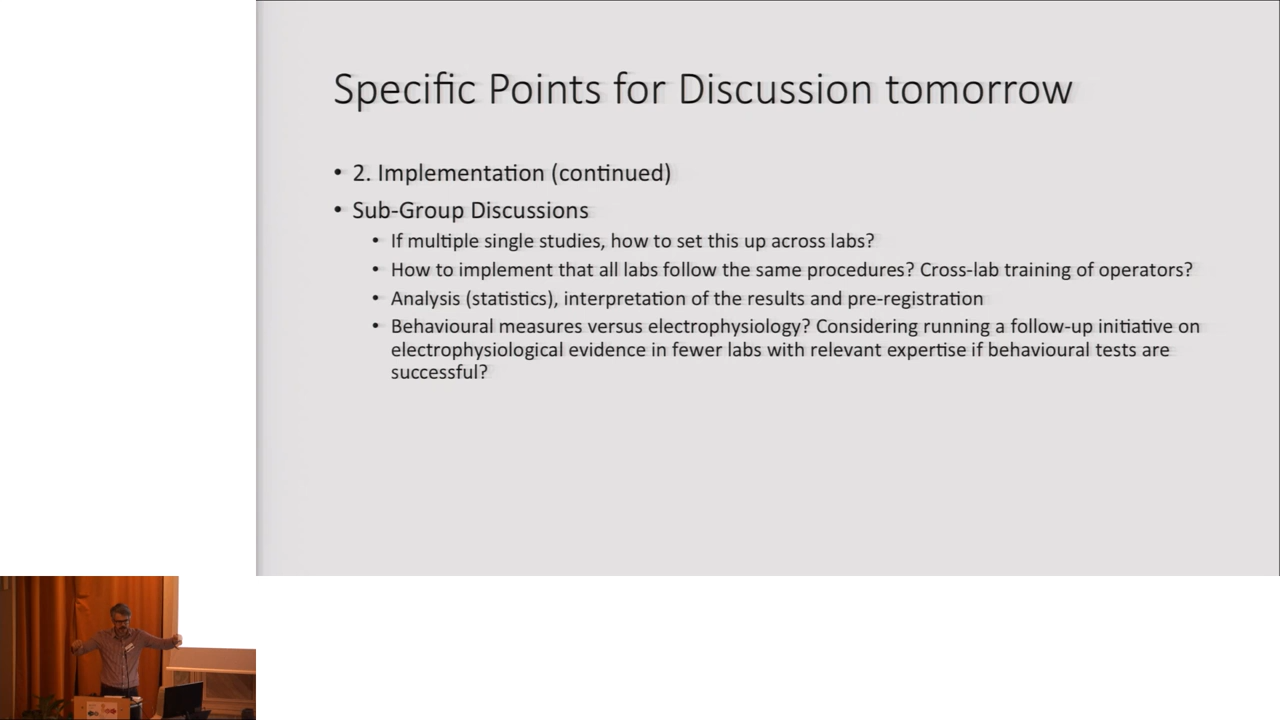 Specific Points for Discussion tomorrow
• 2. Implementation (continued)
• Sub-Group Discussions
• If multiple single studies, how to set this up across labs?
• How to implement that all labs follow the same procedures? Cross-lab training of operators?
• Analysis (statistics), interpretation of the results and pre-registration
• Behavioural measures versus electrophysiology? Considering running a follow-up initiative on
electrophysiological evidence in fewer labs with relevant expertise if behavioural tests are
successful?